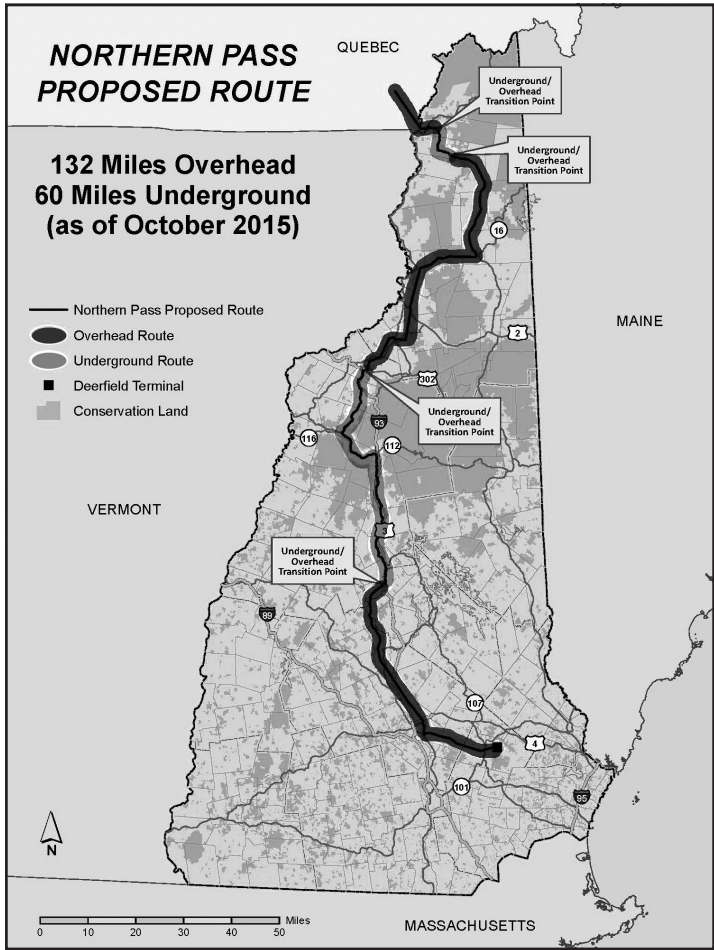 NORTHERN PASS
PROPOSED ROUTE
QUEBEC
Underground/
Overhead
Transition Point
Underground/
Overhead
Transition Point
132 Miles Overhead
60 Miles Underground
(as of October 2015)
16
Northern Pass Proposed Route
Overhead Route
Underground Route
Deerfield Terminal
Conservation Land
MAINE
2
302
Underground/
Overhead
Transition Point
93
116
112
VERMONT
3
Underground/
Overhead
Transition Point
89
107
4
101
95
N
Miles
0 10 20 30 40 50
MASSACHUSETTS